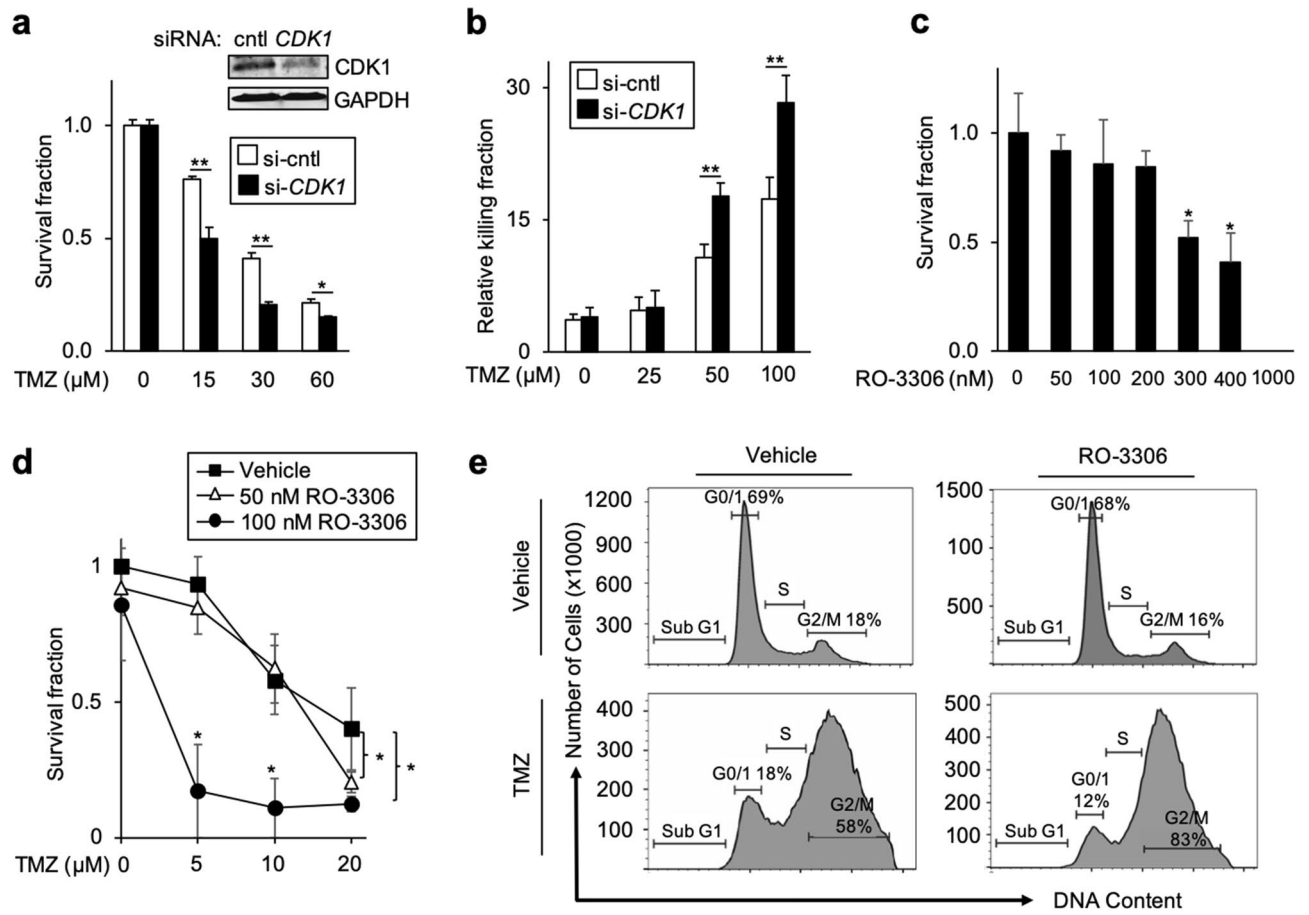 a
siRNA: cntl CDK1
CDK1
GAPDH
si-cntl
si-CDK1
Survival fraction
1.0
0.5
0.0
**
**
*
TMZ (µM) 0 15 30 60
b
si-cntl
si-CDK1
Relative killing fraction
30
15
0
**
**
TMZ (µM) 0 25 50 100
c
Survival fraction
1.0
0.5
0.0
* *
RO-3306 (nM) 0 50 100 200 300 400 1000
d
Vehicle
50 nM RO-3306
100 nM RO-3306
Survival fraction
1
0.5
0
* *
* *
TMZ (µM) 0 5 10 20
e
Vehicle RO-3306
Vehicle
TMZ
Number of Cells (x1000)
1200
900
600
300
G0/1 69%
S
G2/M 18%
Sub G1
1500
100
500
G0/1 68%
S
G2/M 16%
Sub G1
400
300
200
100
S
G0/1 18%
G2/M
58%
Sub G1
500
400
300
200
100
S
G0/1
12%
G2/M
83%
Sub G1
DNA Content